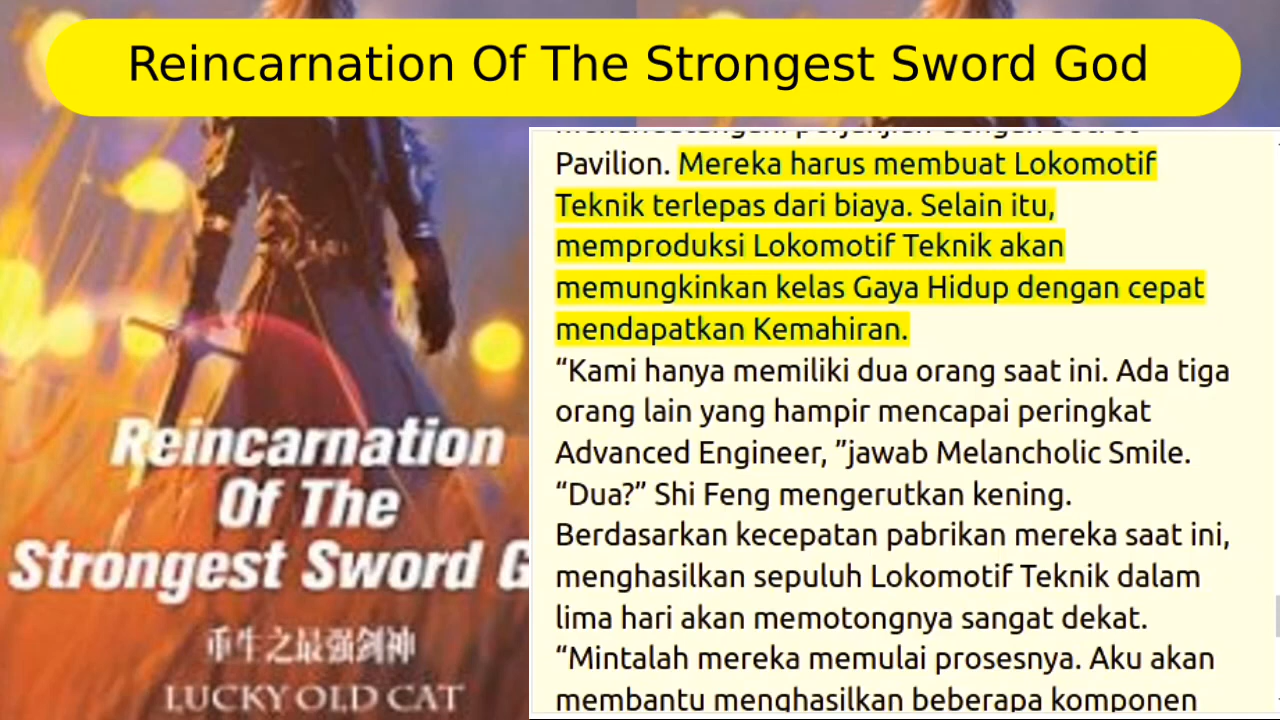 Reincarnation Of The Strongest Sword God
Pavilion. Mereka harus membuat Lokomotif
Teknik terlepas dari biaya. Selain itu,
memproduksi Lokomotif Teknik akan
memungkinkan kelas Gaya Hidup dengan cepat
mendapatkan Kemahiran.
“Kami hanya memiliki dua orang saat ini. Ada tiga
orang lain yang hampir mencapai peringkat
Advanced Engineer, ”jawab Melancholic Smile.
“Dua?” Shi Feng mengerutkan kening.
Berdasarkan kecepatan pabrikan mereka saat ini,
menghasilkan sepuluh Lokomotif Teknik dalam
lima hari akan memotongnya sangat dekat.
“Mintalah mereka memulai prosesnya. Aku akan
membantu menghasilkan beberapa komponen
Reincarnation
Of The
Strongest Sword G
重生之最强剑神
LUCKY OLD CAT